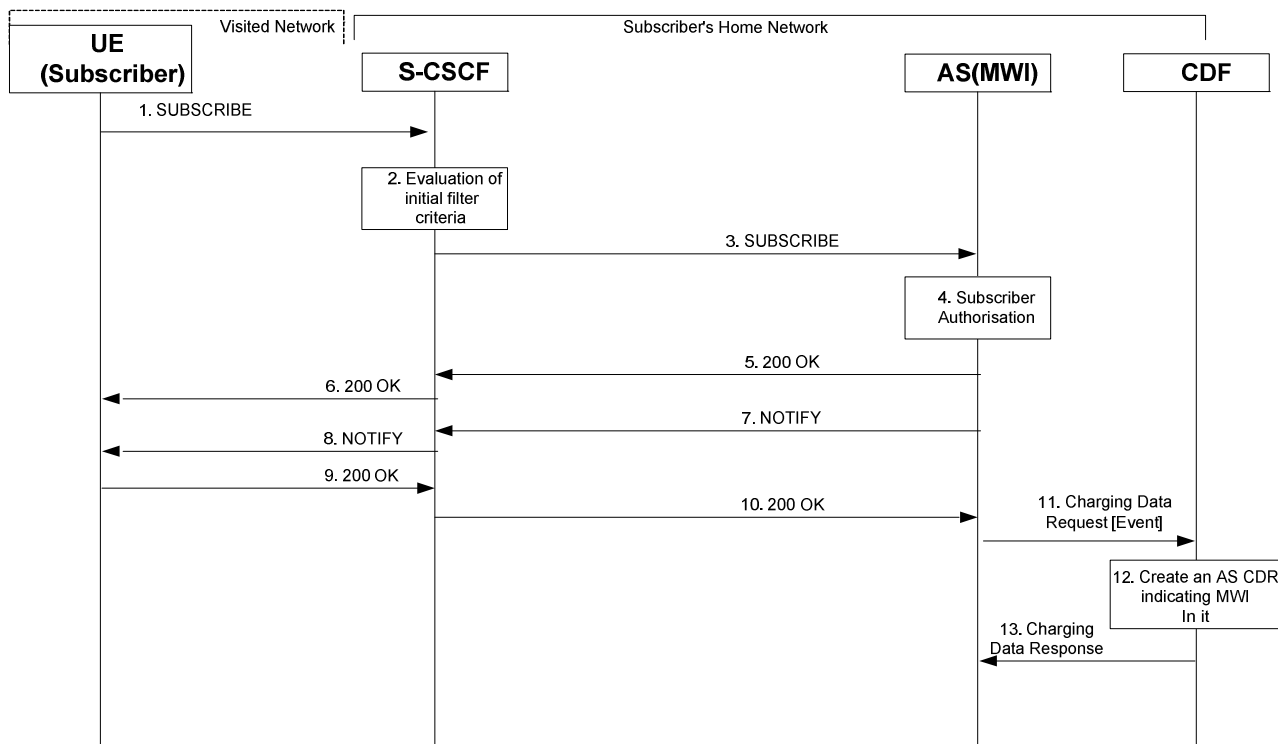 Visited Network
Subscriber's Home Network
UE
(Subscriber)
S-CSCF
AS(MWI)
CDF
1. SUBSCRIBE
2. Evaluation of
initial filter
criteria
3. SUBSCRIBE
4. Subscriber
Authorisation
5. 200 OK
6. 200 OK
7. NOTIFY
8. NOTIFY
9. 200 OK
10. 200 OK
11. Charging Data
Request [Event]
12. Create an AS CDR
indicating MWI
In it
13. Charging
Data Response